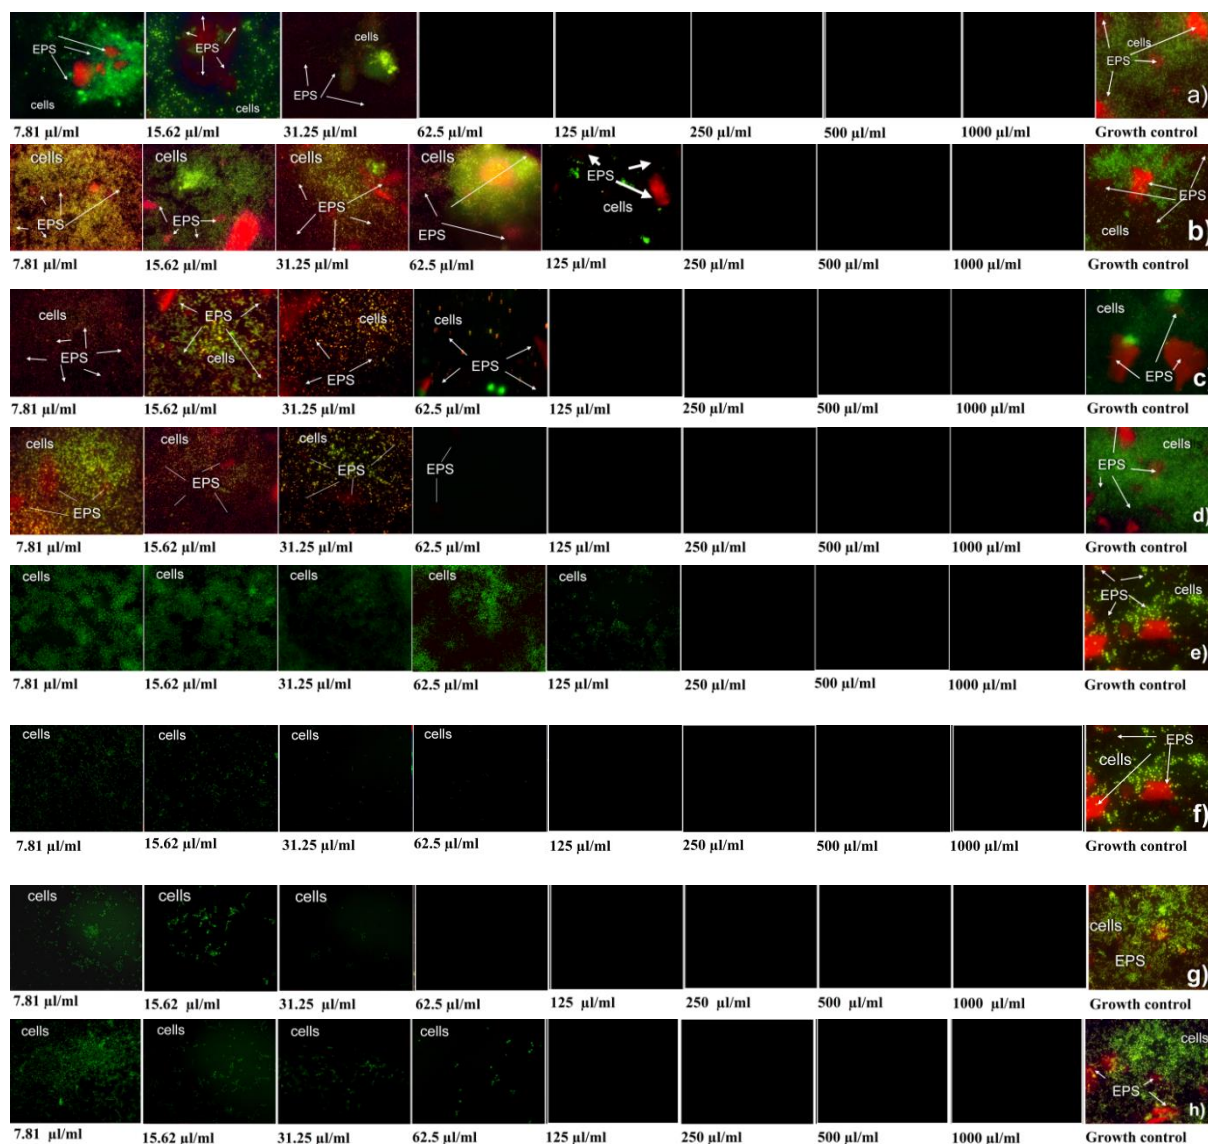 EPS cells EPS cells cells EPS cells EPS a)
7.81 µl/ml 15.62 µl/ml 31.25 µl/ml 62.5 µl/ml 125 µl/ml 250 µl/ml 500 µl/ml 1000 µl/ml Growth control
cells EPS cells EPS cells EPS cells EPS EPS cells EPS cells b)
7.81 µl/ml 15.62 µl/ml 31.25 µl/ml 62.5 µl/ml 125 µl/ml 250 µl/ml 500 µl/ml 1000 µl/ml Growth control
cells EPS EPS cells cells EPS cells EPS cells EPS c)
7.81 µl/ml 15.62 µl/ml 31.25 µl/ml 62.5 µl/ml 125 µl/ml 250 µl/ml 500 µl/ml 1000 µl/ml Growth control
cells EPS cells EPS cells EPS EPS cells EPS d)
7.81 µl/ml 15.62 µl/ml 31.25 µl/ml 62.5 µl/ml 125 µl/ml 250 µl/ml 500 µl/ml 1000 µl/ml Growth control
cells cells cells cells cells EPS cells e)
7.81 µl/ml 15.62 µl/ml 31.25 µl/ml 62.5 µl/ml 125 µl/ml 250 µl/ml 500 µl/ml 1000 µl/ml Growth control
cells cells cells cells EPS cells f)
7.81 µl/ml 15.62 µl/ml 31.25 µl/ml 62.5 µl/ml 125 µl/ml 250 µl/ml 500 µl/ml 1000 µl/ml Growth control
cells cells cells cells EPS g)
7.81 µl/ml 15.62 µl/ml 31.25 µl/ml 62.5 µl/ml 125 µl/ml 250 µl/ml 500 µl/ml 1000 µl/ml Growth control
cells cells cells cells cells EPS h)
7.81 µl/ml 15.62 µl/ml 31.25 µl/ml 62.5 µl/ml 125 µl/ml 250 µl/ml 500 µl/ml 1000 µl/ml Growth control